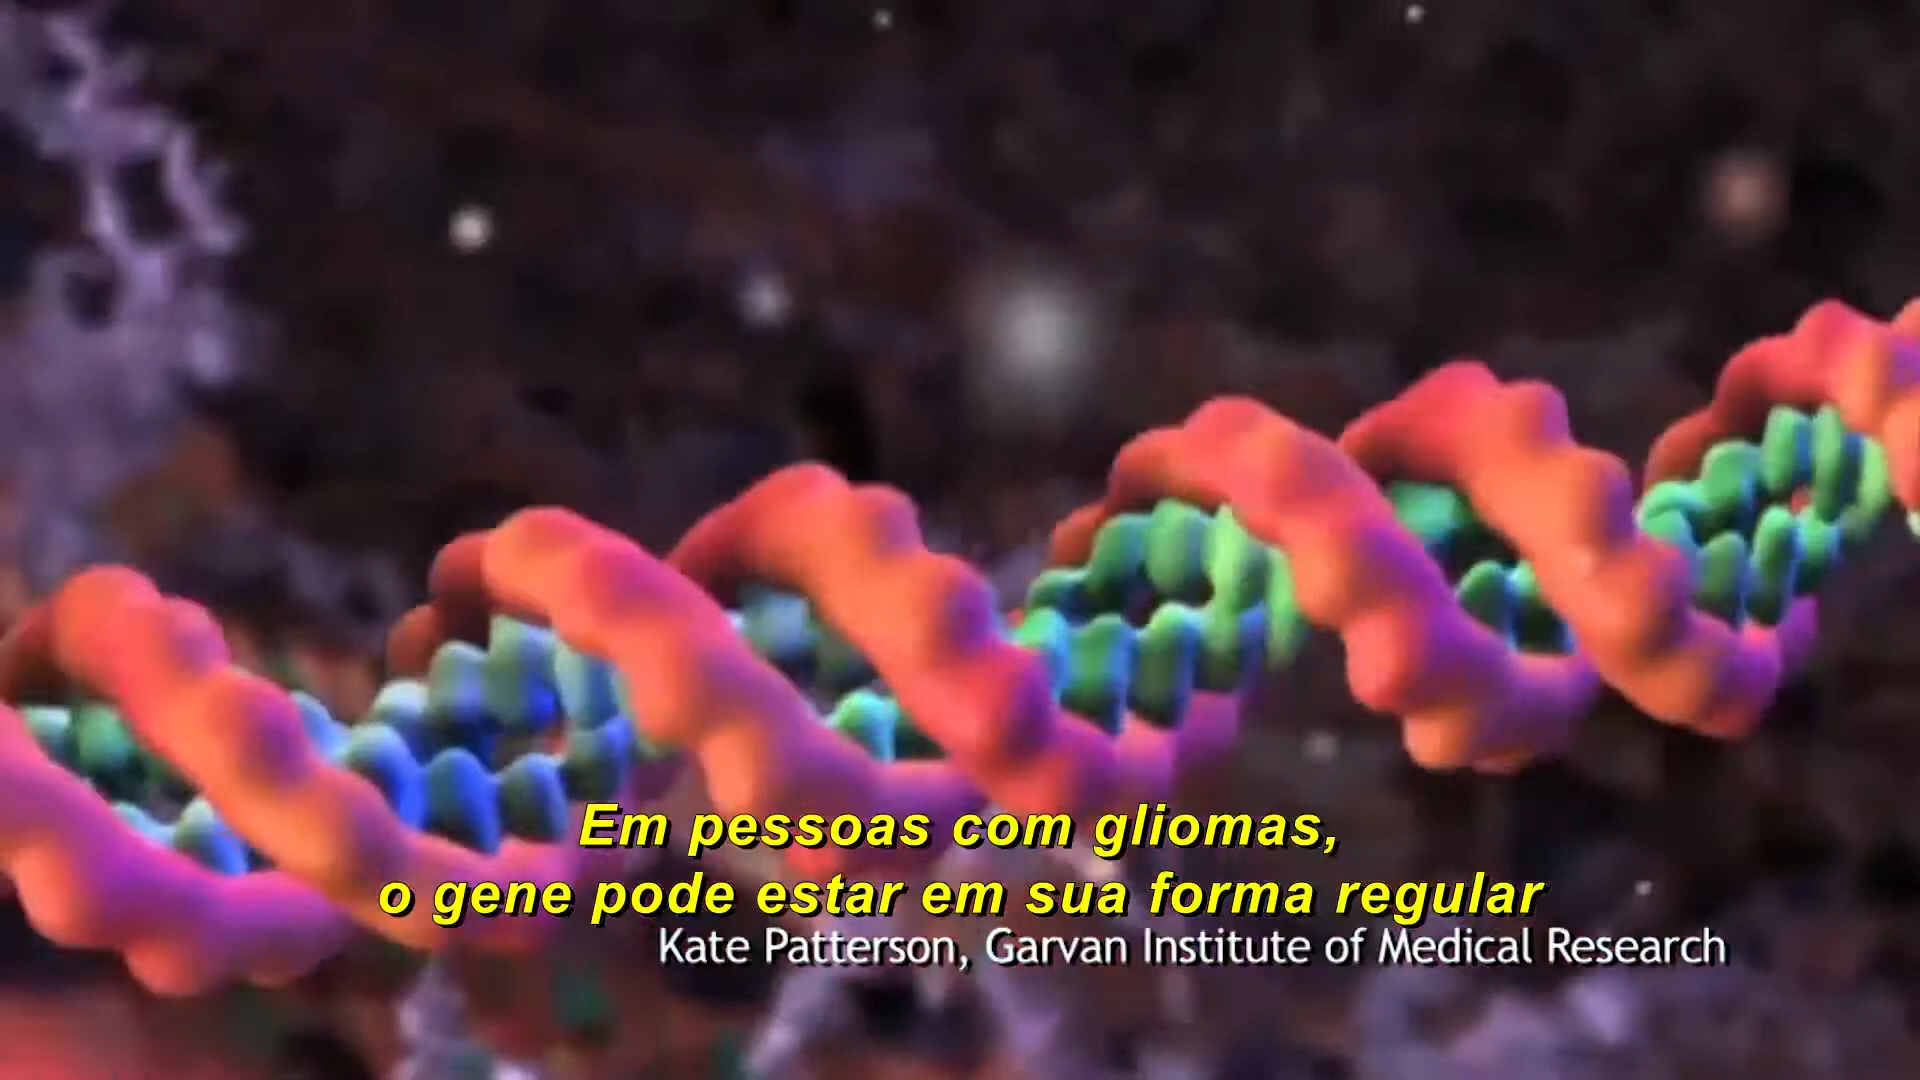 Em pessoas com gliomas,
o gene pode estar em sua forma regular
Kate Patterson, Garvan Institute of Medical Research